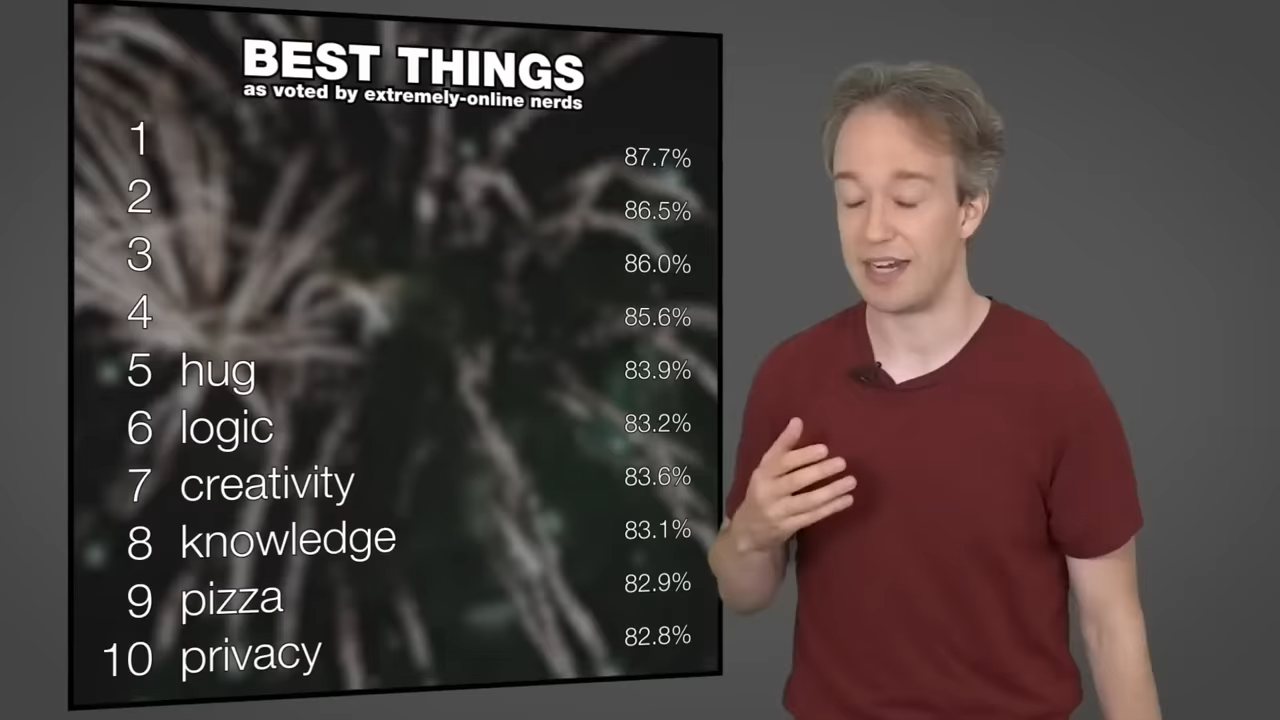 BEST THINGS
as voted by extremely-online nerds
1 87.7%
2 86.5%
3 86.0%
4 85.6%
5 hug 83.9%
6 logic 83.2%
7 creativity 83.6%
8 knowledge 83.1%
9 pizza 82.9%
10 privacy 82.8%